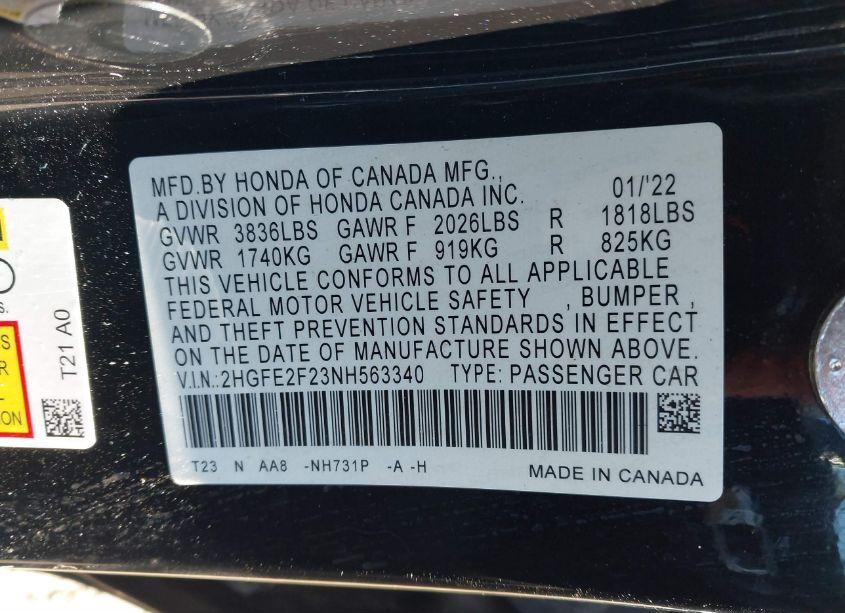 MFD.BY HONDA OF CANADA MFG., 01/'22
A DIVISION OF HONDA CANADA INC.
GVWR 3836LBS GAWR F 2026LBS R 1818LBS
GVWR 1740KG GAWR F 919KG R 825KG
THIS VEHICLE CONFORMS TO ALL APPLICABLE
FEDERAL MOTOR VEHICLE SAFETY , BUMPER ,
AND THEFT PREVENTION STANDARDS IN EFFECT
ON THE DATE OF MANUFACTURE SHOWN ABOVE.
V.I.N.:2HGFE2F23NH563340 TYPE: PASSENGER CAR
T23 N AA8 -NH731P -A -H
MADE IN CANADA
T21 A0